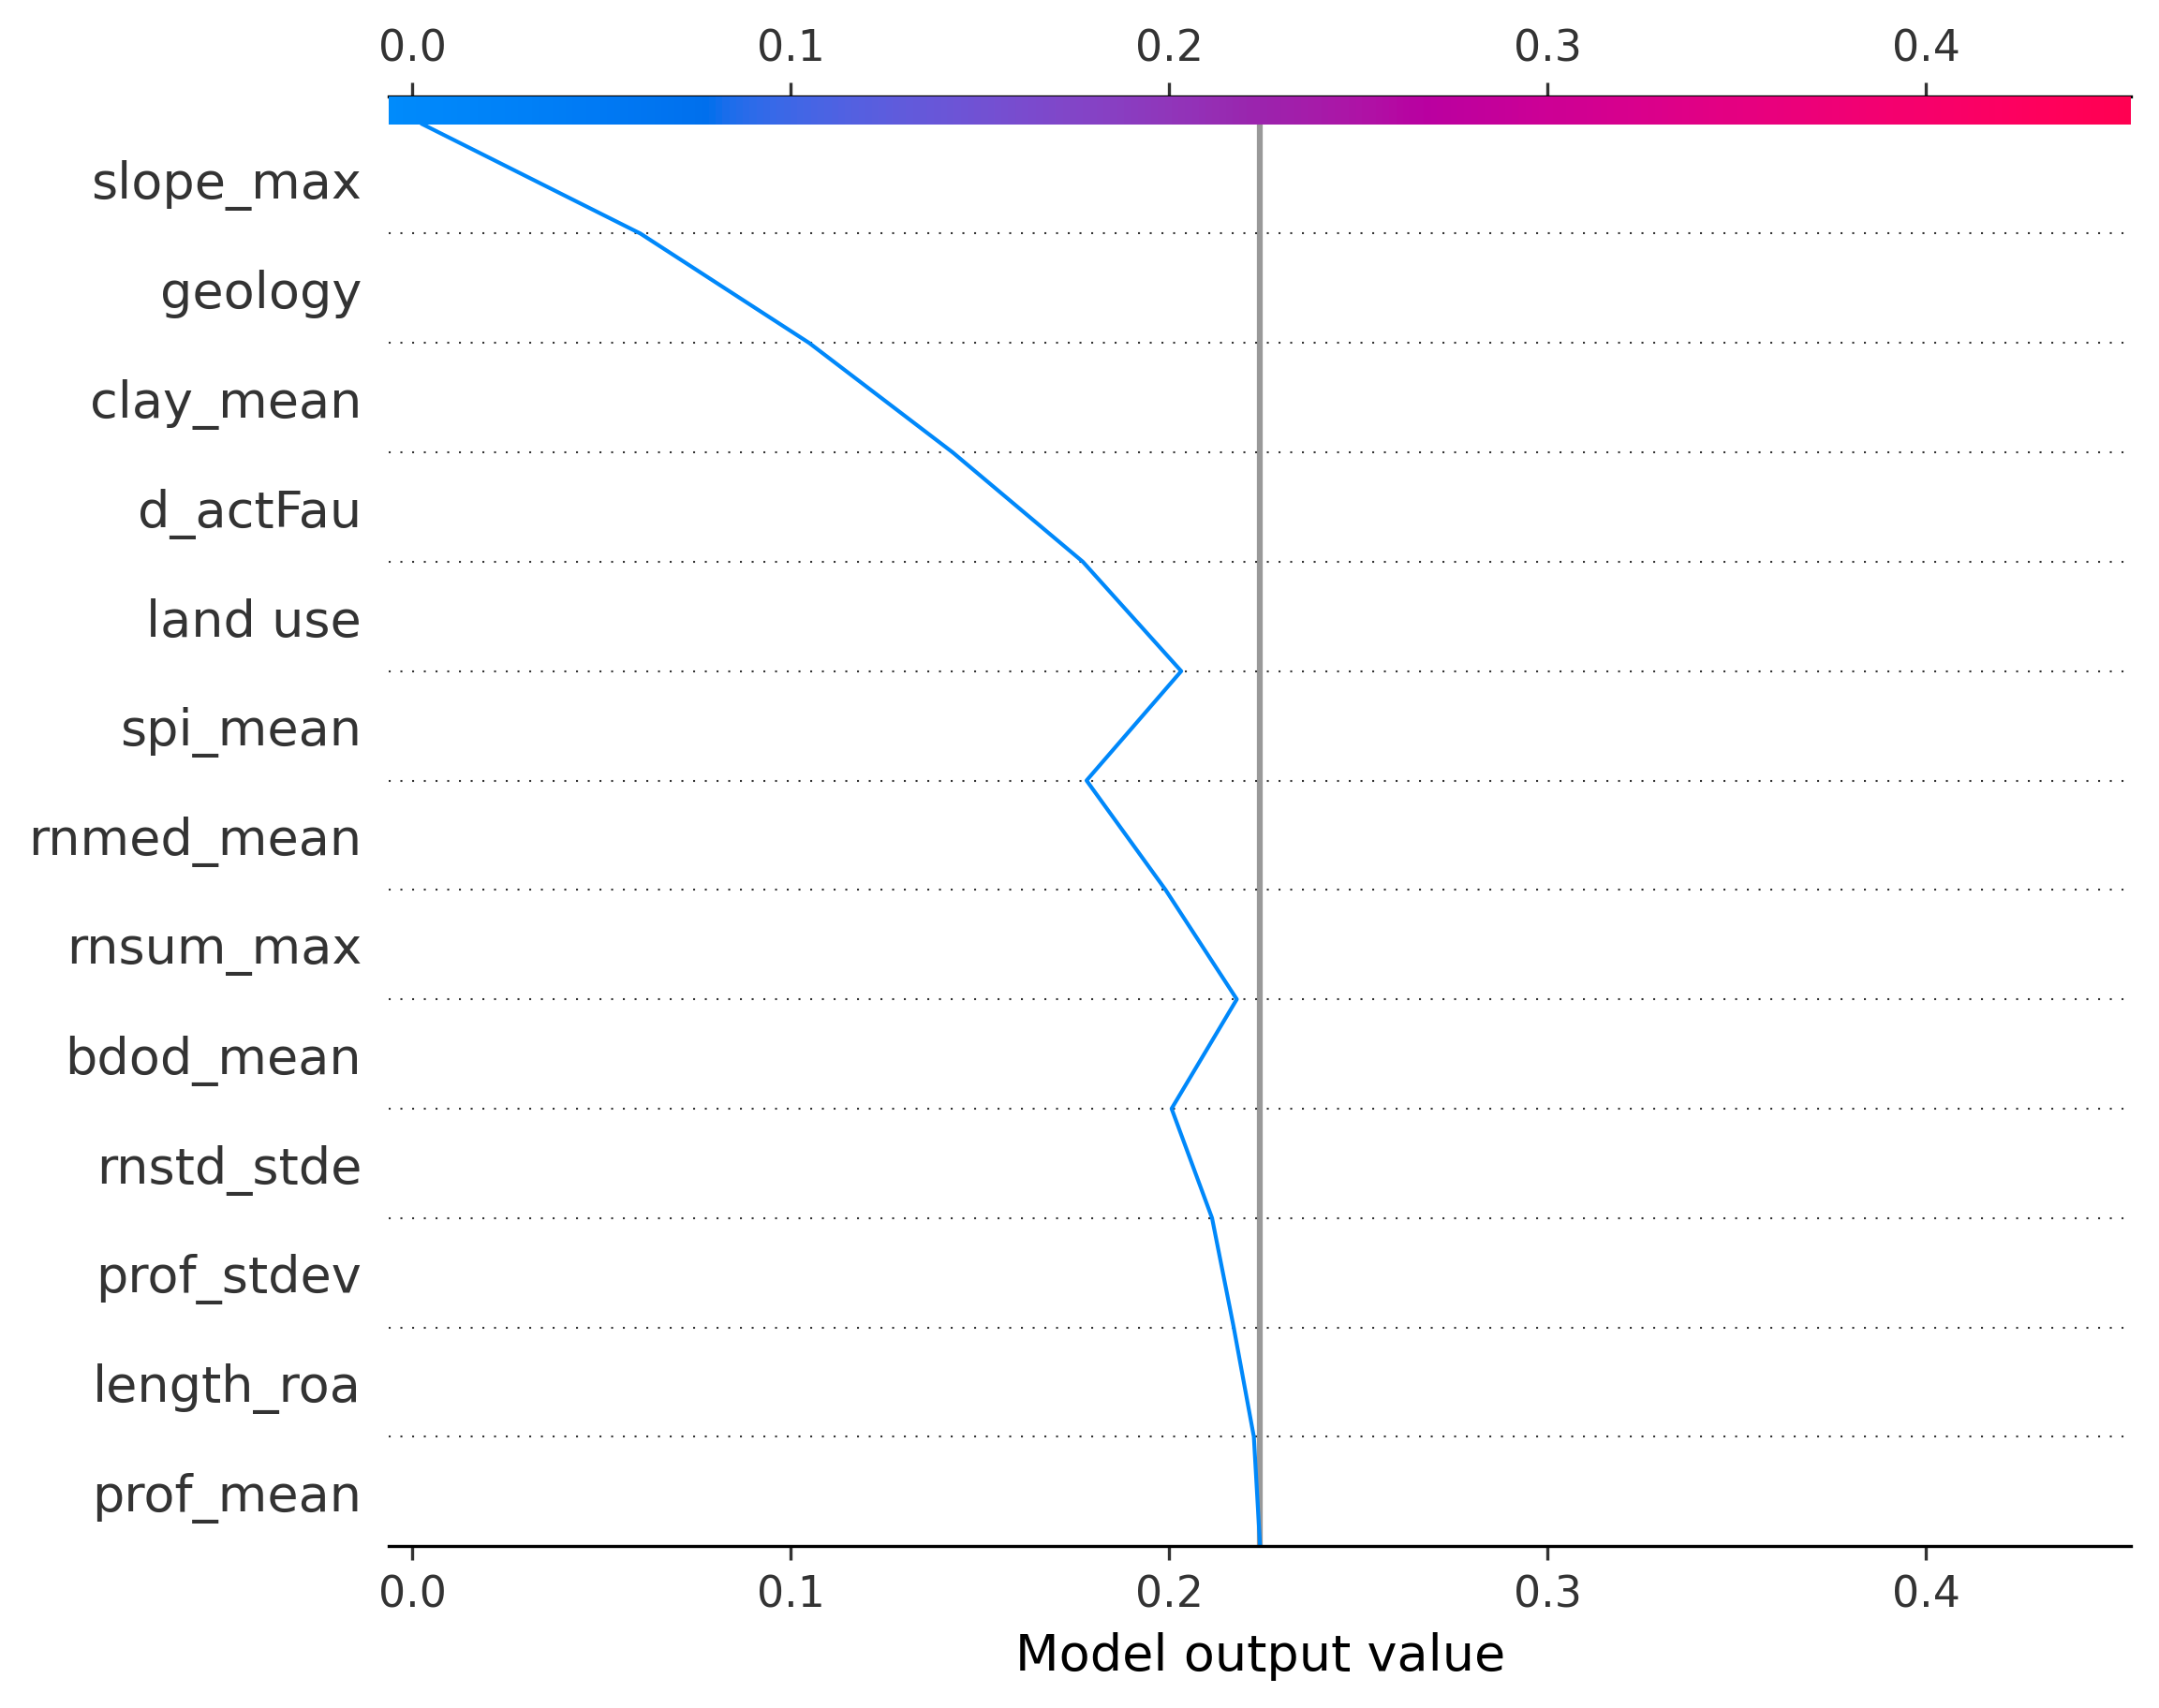 0.0 0.1 0.2 0.3 0.4
slope_max
geology
clay_mean
d_actFau
land use
spi_mean
rnmed_mean
rnsum_max
bdod_mean
rnstd_stde
prof_stdev
length_roa
prof_mean
0.0 0.1 0.2 0.3 0.4
Model output value